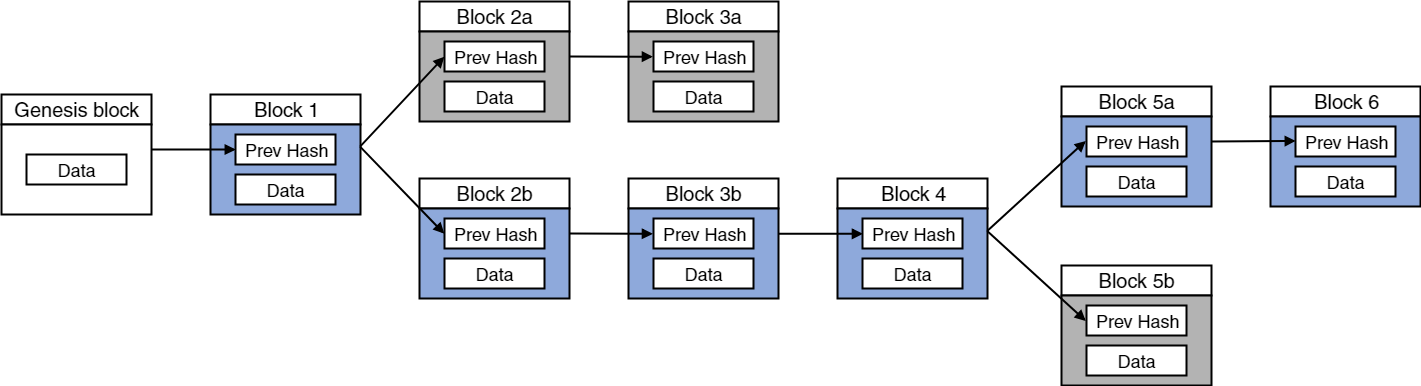 Genesis block
Data
Block 1
Prev Hash
Data
Block 2a
Prev Hash
Data
Block 3a
Prev Hash
Data
Block 2b
Prev Hash
Data
Block 3b
Prev Hash
Data
Block 4
Prev Hash
Data
Block 5a
Prev Hash
Data
Block 6
Prev Hash
Data
Block 5b
Prev Hash
Data